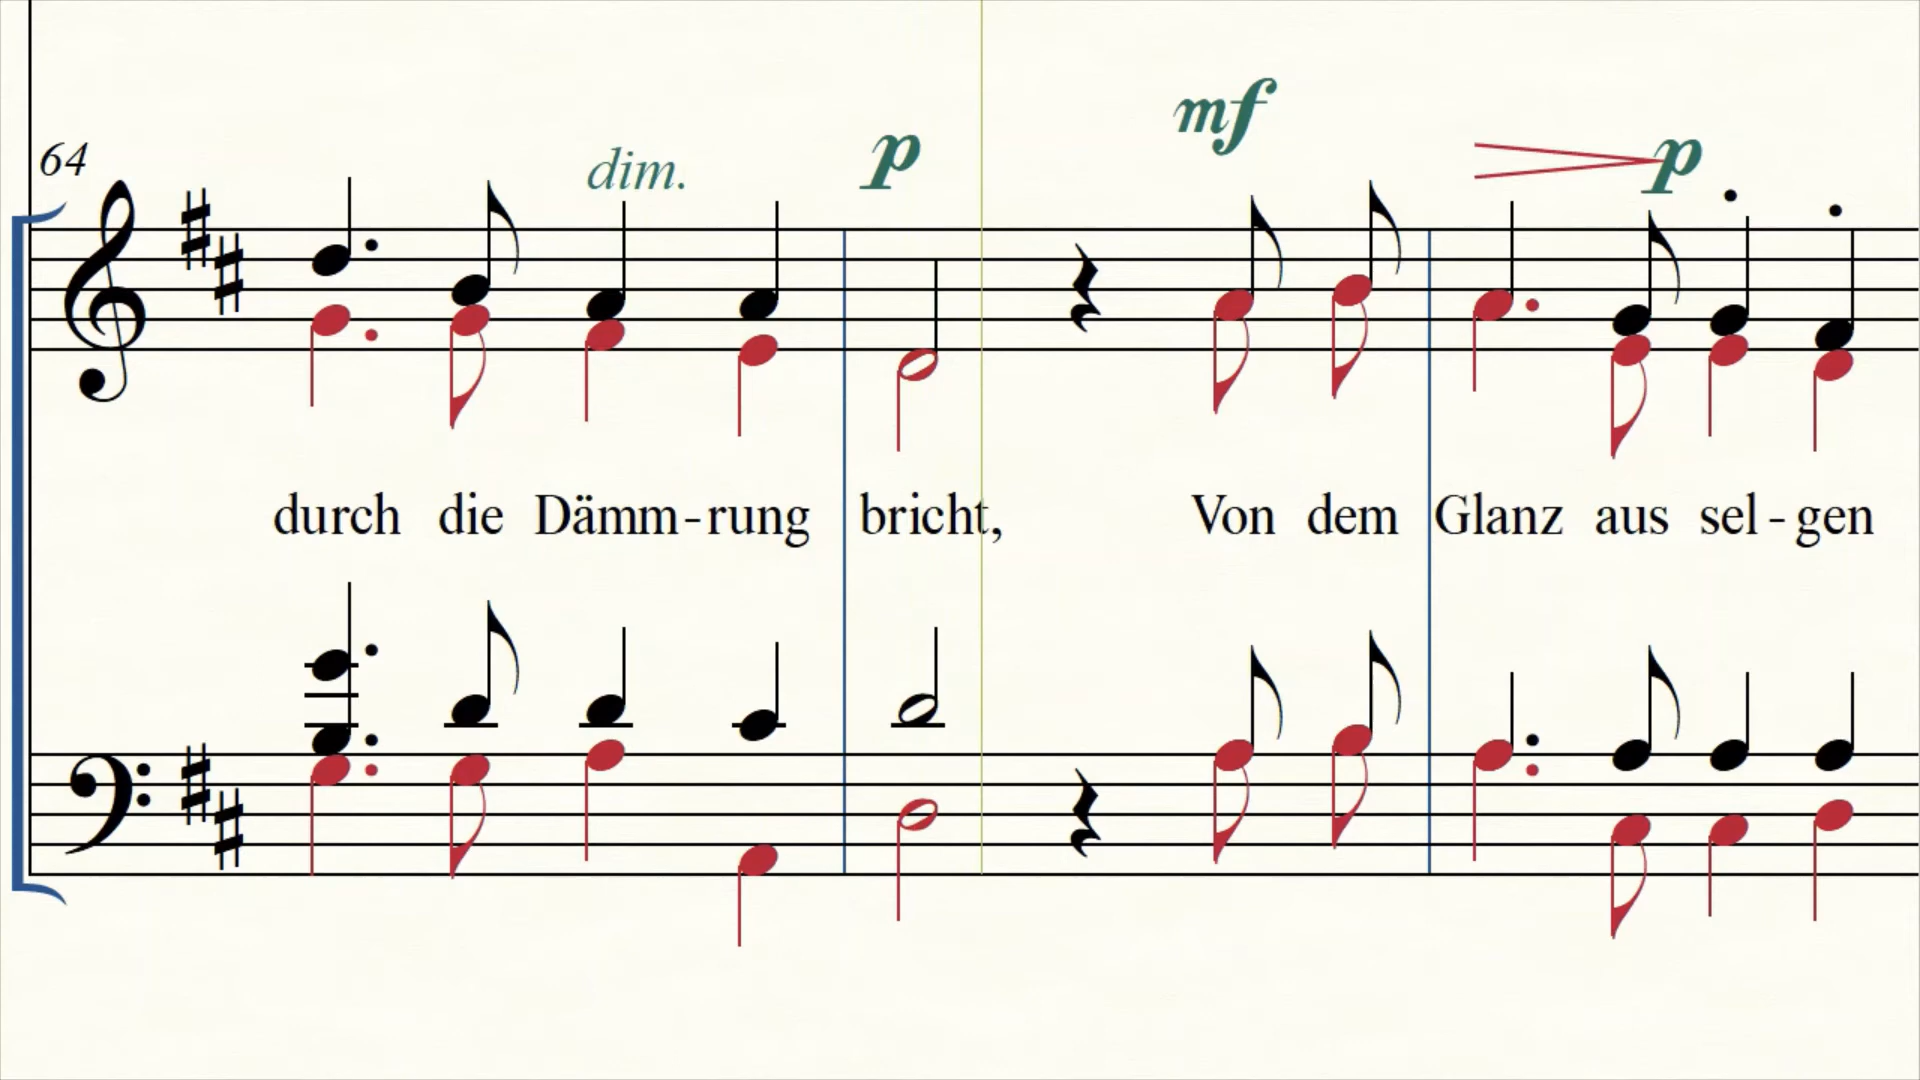 64
dim. p mf p
durch die Dämm-rung bricht, Von dem Glanz aus sel-gen